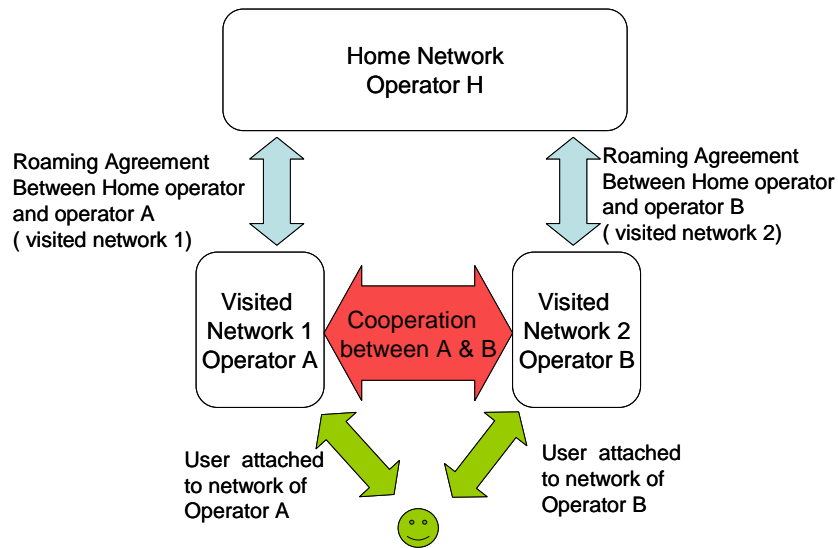 Home Network
Operator H
Roaming Agreement
Between Home operator
and operator A
( visited network 1)
Roaming Agreement
Between Home operator
and operator B
( visited network 2)
Visited
Network 1
Operator A
Cooperation
between A & B
Visited
Network 2
Operator B
User attached
to network of
Operator A
User attached
to network of
Operator B